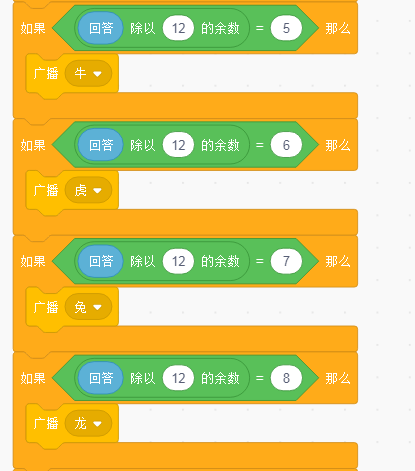 如果 回答 除以 12 的余数 = 5 那么
广播 牛
如果 回答 除以 12 的余数 = 6 那么
广播 虎
如果 回答 除以 12 的余数 = 7 那么
广播 兔
如果 回答 除以 12 的余数 = 8 那么
广播 龙